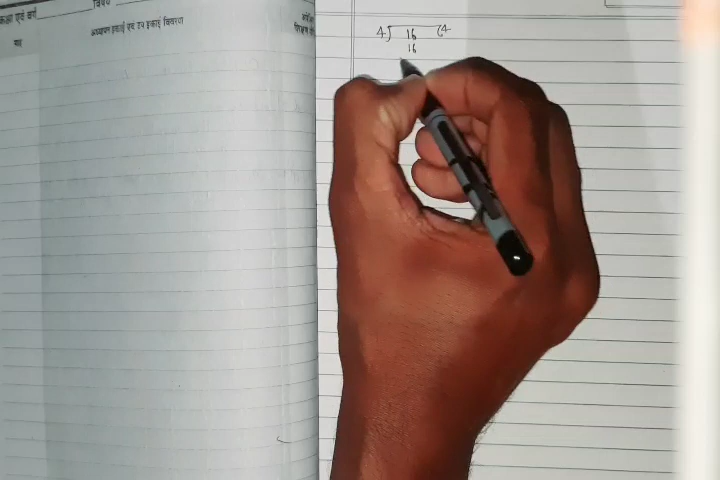 कक्षा एवं वर्ग
विषय
अध्यापन इकाई एवं उप इकाई विवरण
माह
4) 16 (4
16